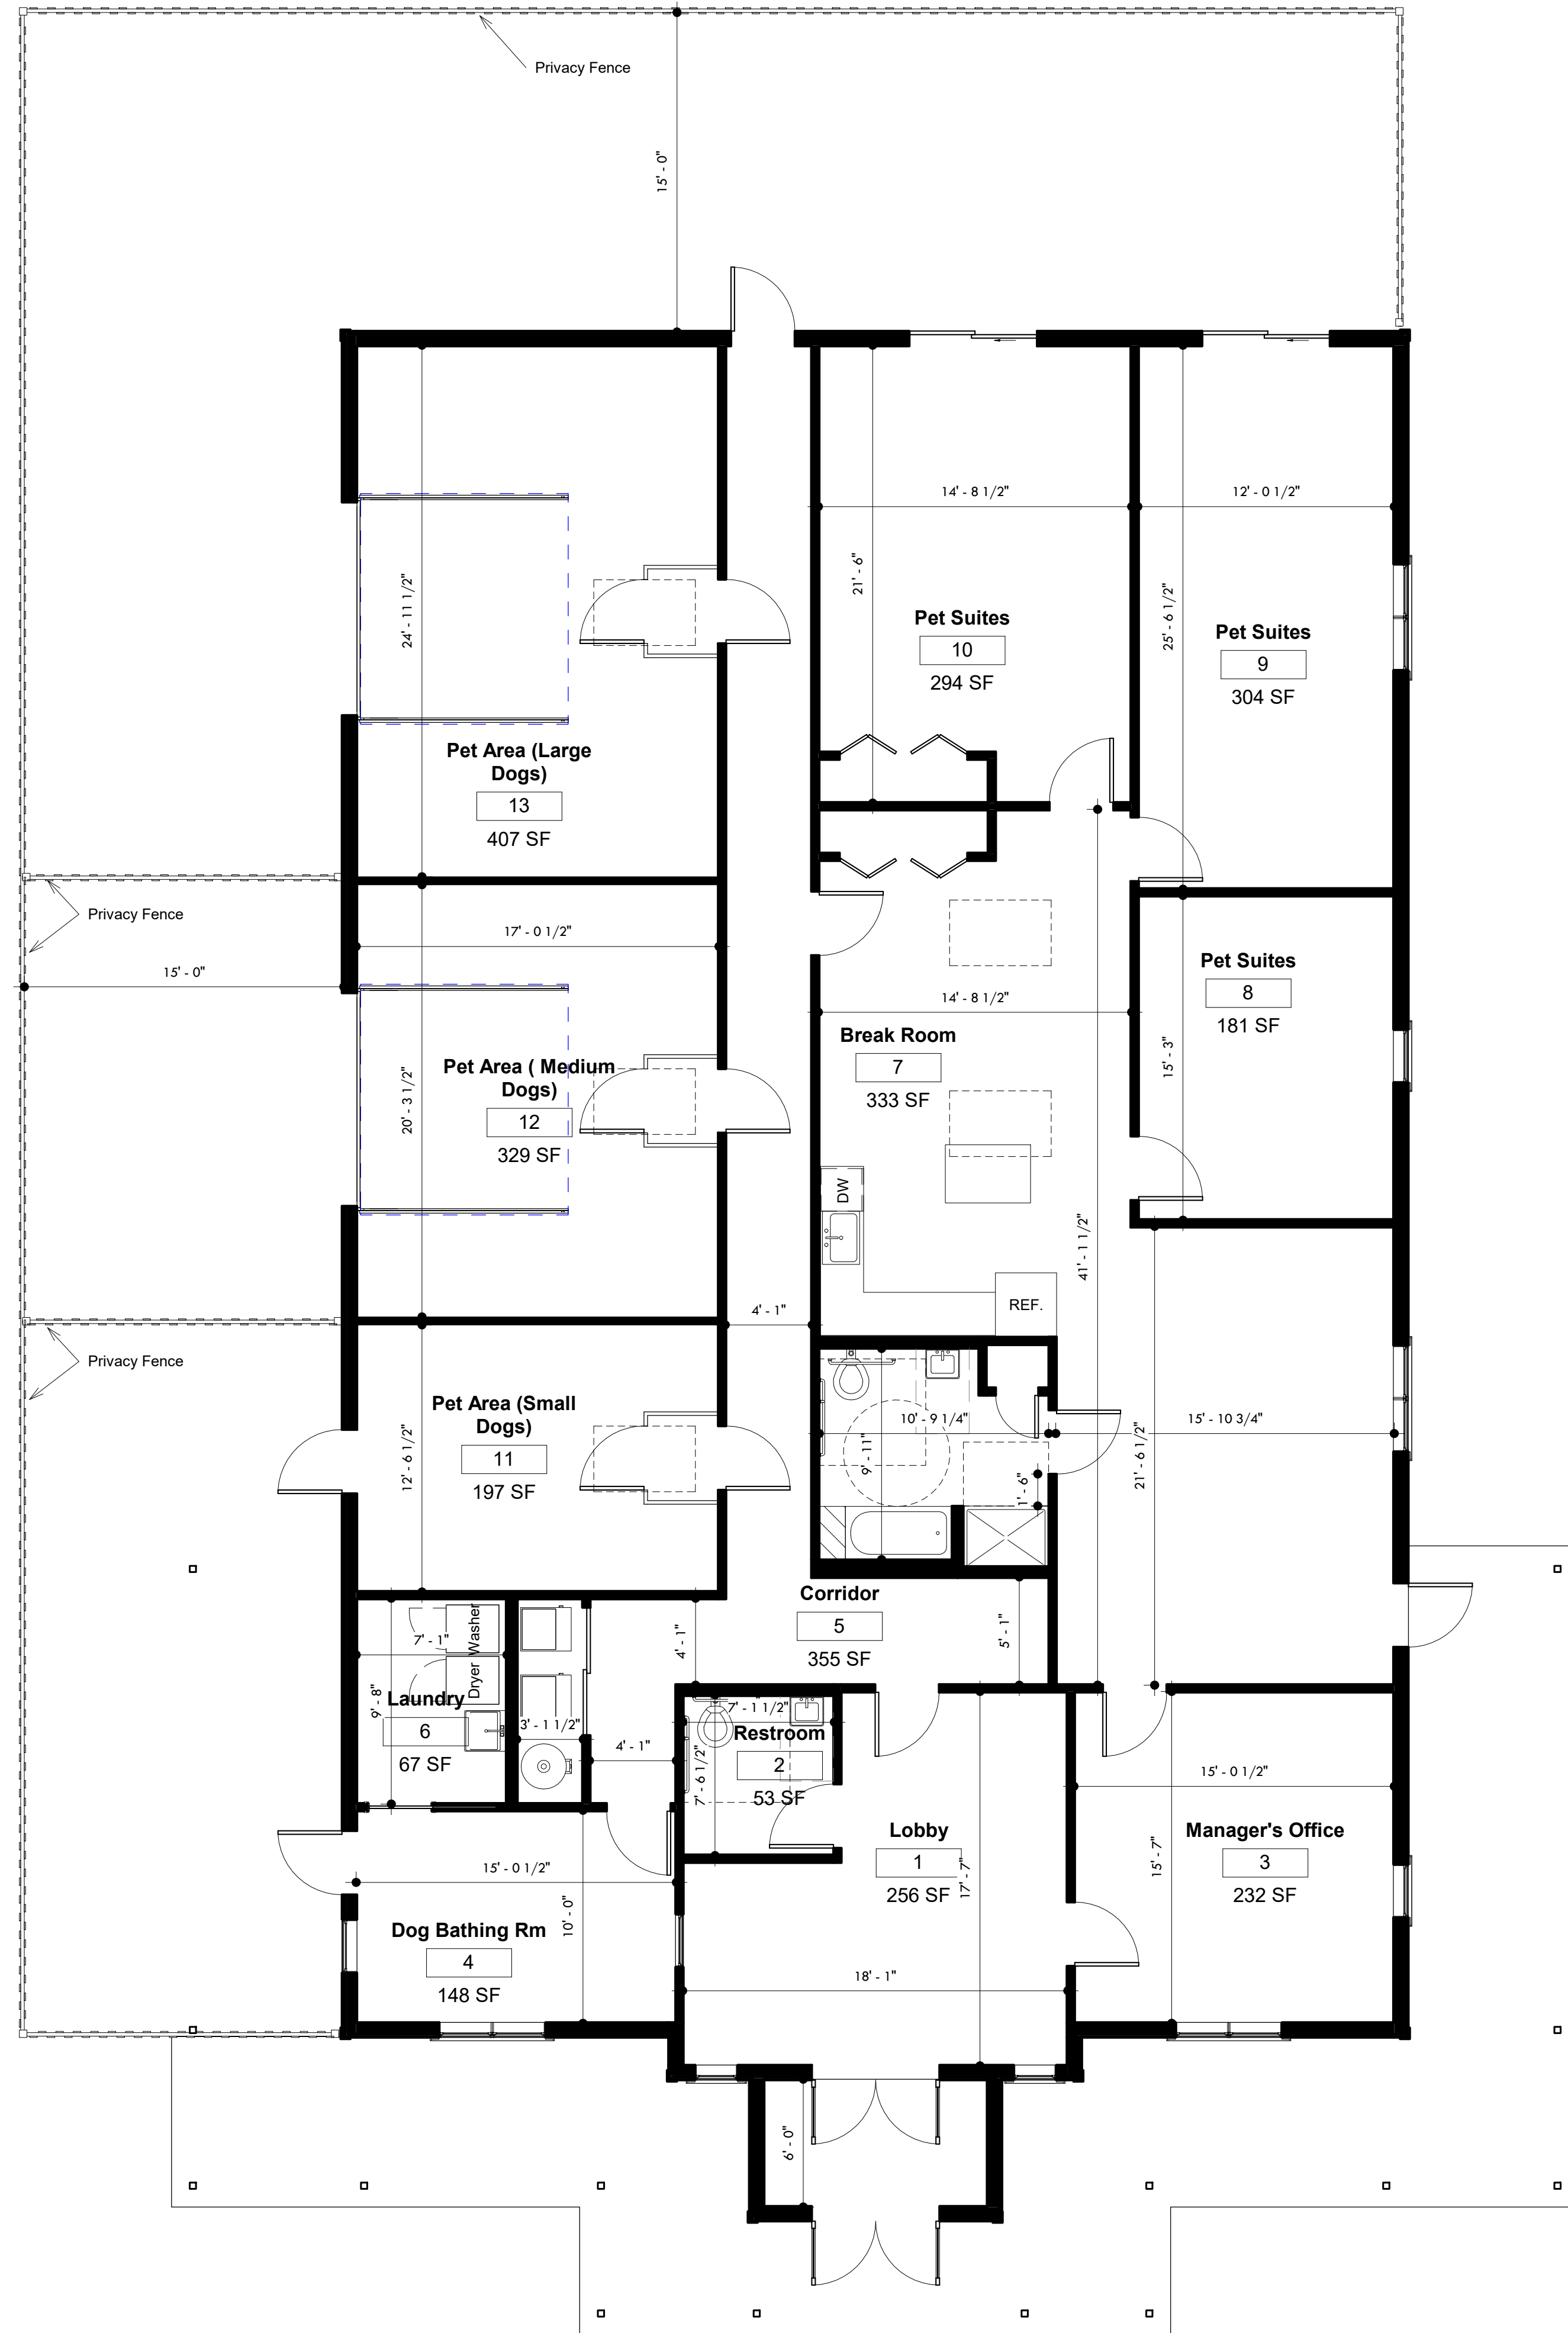 Privacy Fence
15' - 0"
14' - 8 1/2"
12' - 0 1/2"
21' - 6"
24' - 11 1/2"
25' - 6 1/2"
Pet Suites
10
294 SF
Pet Suites
9
304 SF
Pet Area (Large
Dogs)
13
407 SF
Privacy Fence
15' - 0"
17' - 0 1/2"
14' - 8 1/2"
Pet Suites
8
181 SF
15' - 3"
Break Room
7
333 SF
Pet Area ( Medium
Dogs)
12
329 SF
20' - 3 1/2"
DW
41' - 1 1/2"
REF.
4' - 1"
Privacy Fence
Pet Area (Small
Dogs)
11
197 SF
12' - 6 1/2"
10' - 9 1/4"
9' - 11"
1' - 6"
15' - 10 3/4"
21' - 6 1/2"
Corridor
5
355 SF
4' - 1"
5' - 1"
Washer
Dryer
7' - 1"
9' - 8"
Laundry
6
67 SF
3' - 1 1/2"
4' - 1"
7' - 1 1/2"
7' - 6 1/2"
Restroom
2
53 SF
15' - 0 1/2"
Lobby
1
256 SF
17' - 7"
Manager's Office
3
232 SF
15' - 7"
15' - 0 1/2"
10' - 0"
Dog Bathing Rm
4
148 SF
18' - 1"
6' - 0"